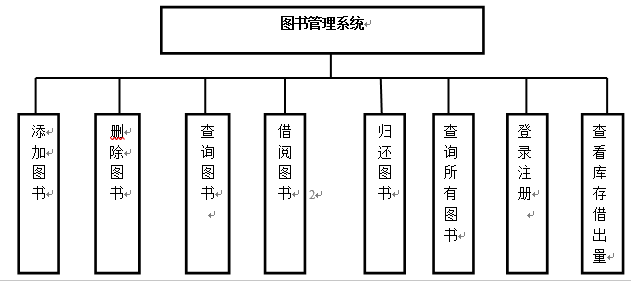 图书管理系统
添加图书
删除图书
查询图书
借阅图书
2
归还图书
查询所有图书
登录注册
查看库存借出量